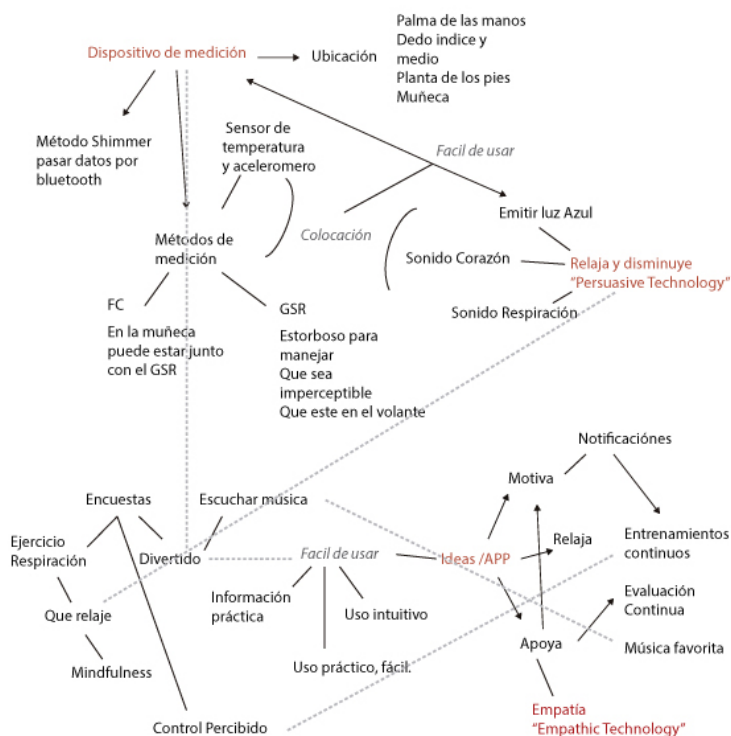 Dispositivo de medición
Ubicación
Palma de las manos
Dedo indice y
medio
Planta de los pies
Muñeca
Método Shimmer
pasar datos por
bluetooth
Sensor de
temperatura
y aceleromero
Facil de usar
Colocación
Emitir luz Azul
Métodos de
medición
Sonido Corazón
Relaja y disminuye
"Persuasive Technology"
Sonido Respiración
FC
En la muñeca
puede estar junto
con el GSR
GSR
Estorboso para
manejar
Que sea
imperceptible
Que este en el volante
Notificaciónes
Motiva
Encuestas
Escuchar música
Ejercicio
Respiración
Divertido
Facil de usar
Ideas /APP
Relaja
Entrenamientos
continuos
Información
práctica
Uso intuitivo
Evaluación
Continua
Que relaje
Apoya
Música favorita
Mindfulness
Uso práctico, fácil.
Control Percibido
Empatía
"Empathic Technology"